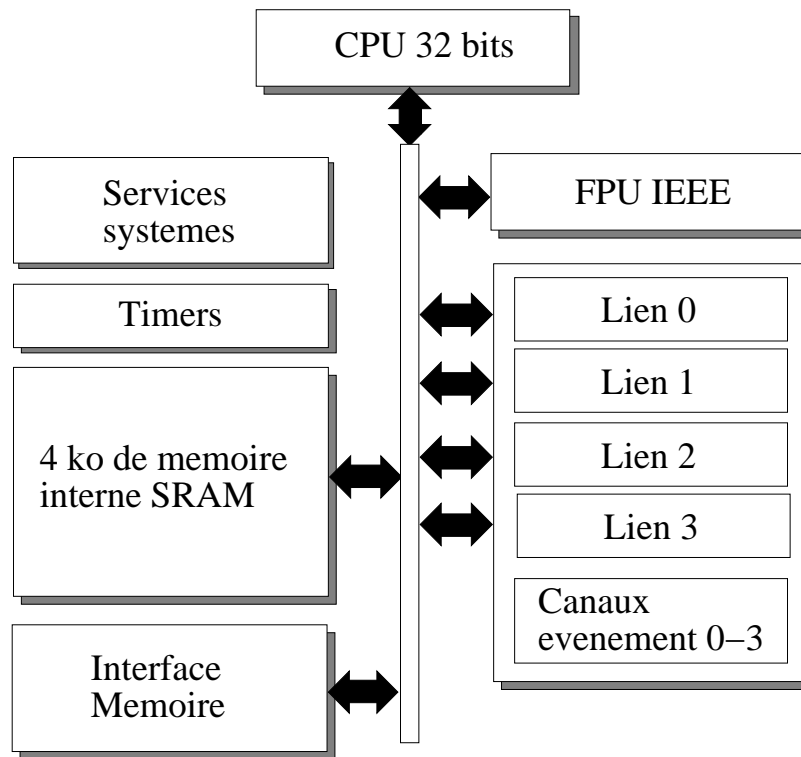 CPU 32 bits
Services
systemes
FPU IEEE
Timers
Lien 0
Lien 1
4 ko de memoire
interne SRAM
Lien 2
Lien 3
Canaux
evenement 0−3
Interface
Memoire